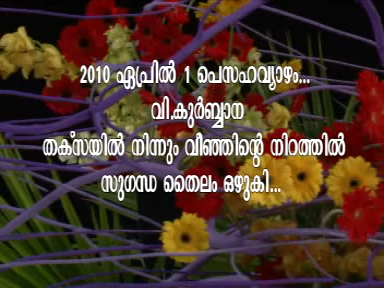 2010 ഏപ്രിൽ 1 പെസഹവ്യാഴം...
വി.കുർബ്ബാന
തക്സയിൽ നിന്നും വീഞ്ഞിന്റെ നിറത്തിൽ
സുഗന്ധ തൈലം ഒഴുകി...